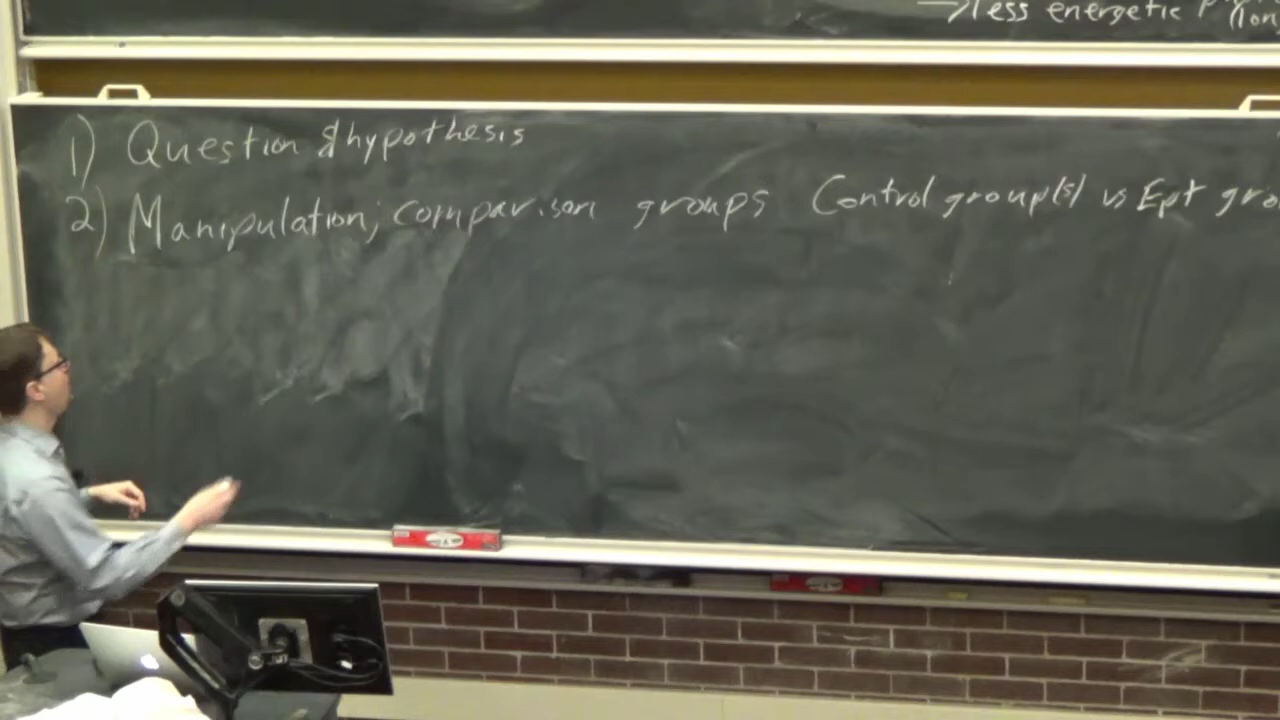 → less energetic
1) Question & hypothesis
2) Manipulation; comparison groups Control group(s) vs Ept gro